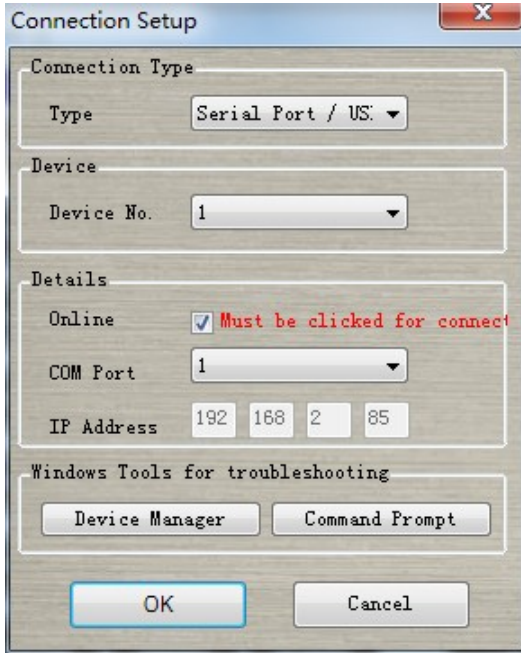 Connection Setup
Connection Type
Type Serial Port / US
Device
Device No. 1
Details
Online Must be clicked for connect
COM Port 1
IP Address 192 168 2 85
Windows Tools for troubleshooting
Device Manager Command Prompt
OK Cancel